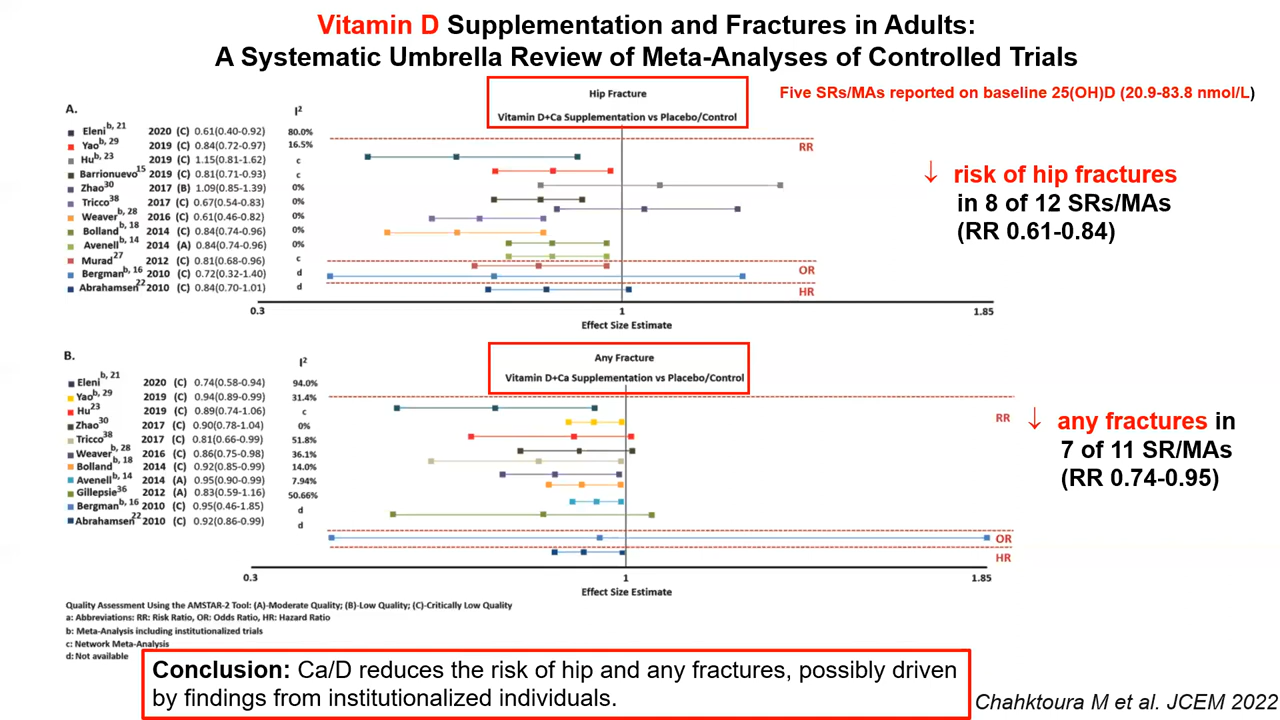 Vitamin D Supplementation and Fractures in Adults:
A Systematic Umbrella Review of Meta-Analyses of Controlled Trials
Five SRs/MAs reported on baseline 25(OH)D (20.9-83.8 nmol/L)
A.
I²
Hip Fracture
Vitamin D+Ca Supplementation vs Placebo/Control
Eleni b, 21 2020 (C) 0.61(0.40-0.92) 80.0%
Yao b, 29 2019 (C) 0.84(0.72-0.97) 16.5%
Hu b, 23 2019 (C) 1.15(0.81-1.62) c
Barrionuevo 15 2019 (C) 0.81(0.71-0.93) c
Zhao 30 2017 (B) 1.09(0.85-1.39) 0%
Tricco 38 2017 (C) 0.67(0.54-0.83) 0%
Weaver b, 28 2016 (C) 0.61(0.46-0.82) 0%
Bolland b, 18 2014 (C) 0.84(0.74-0.96) 0%
Avenell b, 14 2014 (A) 0.84(0.74-0.96) 0%
Murad 27 2012 (C) 0.81(0.68-0.96) c
Bergman b, 16 2010 (C) 0.72(0.32-1.40) d
Abrahamsen 22 2010 (C) 0.84(0.70-1.01) d
RR
OR
HR
0.3 1 1.85
Effect Size Estimate
↓ risk of hip fractures
in 8 of 12 SRs/MAs
(RR 0.61-0.84)
B.
I²
Any Fracture
Vitamin D+Ca Supplementation vs Placebo/Control
Eleni b, 21 2020 (C) 0.74(0.58-0.94) 94.0%
Yao b, 29 2019 (C) 0.94(0.89-0.99) 31.4%
Hu 23 2019 (C) 0.89(0.74-1.06) c
Zhao 30 2017 (C) 0.90(0.78-1.04) 0%
Tricco 38 2017 (C) 0.81(0.66-0.99) 51.8%
Weaver b, 28 2016 (C) 0.86(0.75-0.98) 36.1%
Bolland b, 18 2014 (C) 0.92(0.85-0.99) 14.0%
Avenell b, 14 2014 (A) 0.95(0.90-0.99) 7.94%
Gillepsie 36 2012 (A) 0.83(0.59-1.16) 50.66%
Bergman b, 16 2010 (C) 0.95(0.46-1.85) d
Abrahamsen 22 2010 (C) 0.92(0.86-0.99) d
RR
OR
HR
0.3 1 1.85
Effect Size Estimate
↓ any fractures in
7 of 11 SR/MAs
(RR 0.74-0.95)
Quality Assessment Using the AMSTAR-2 Tool: (A)-Moderate Quality; (B)-Low Quality; (C)-Critically Low Quality
a: Abbreviations: RR: Risk Ratio, OR: Odds Ratio, HR: Hazard Ratio
b: Meta-Analysis including institutionalized trials
c: Network Meta-Analysis
d: Not available
Conclusion: Ca/D reduces the risk of hip and any fractures, possibly driven
by findings from institutionalized individuals.
Chahktoura M et al. JCEM 2022